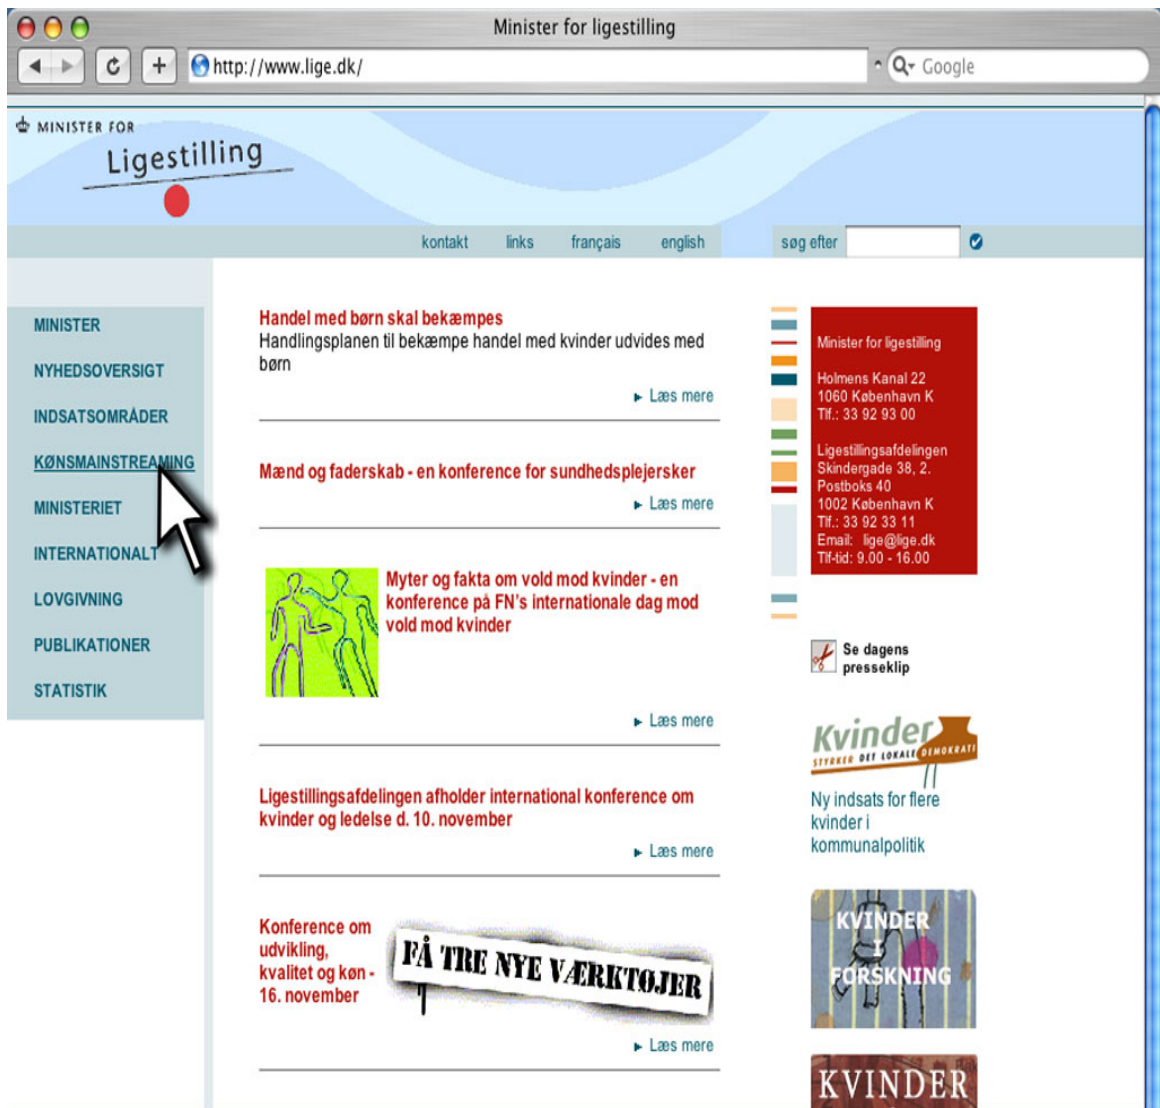 Minister for ligestilling
http://www.lige.dk/
Google
MINISTER FOR
Ligestilling
kontakt links français english søg efter
MINISTER
NYHEDSOVERSIGT
INDSATSOMRÅDER
KØNSMAINSTREAMING
MINISTERIET
INTERNATIONALT
LOVGIVNING
PUBLIKATIONER
STATISTIK
Handel med børn skal bekæmpes
Handlingsplanen til bekæmpe handel med kvinder udvides med
børn
Læs mere
Mænd og faderskab - en konference for sundhedsplejersker
Læs mere
Myter og fakta om vold mod kvinder - en
konference på FN's internationale dag mod
vold mod kvinder
Læs mere
Ligestillingsafdelingen afholder international konference om
kvinder og ledelse d. 10. november
Læs mere
Konference om
udvikling,
kvalitet og køn -
16. november
FÅ TRE NYE VÆRKTØJER
Læs mere
Minister for ligestilling
Holmens Kanal 22
1060 København K
Tlf.: 33 92 93 00
Ligestillingsafdelingen
Skindergade 38, 2.
Postboks 40
1002 København K
Tlf.: 33 92 33 11
Email: lige@lige.dk
Tlf-tid: 9.00 - 16.00
Se dagens
presseklip
Kvinder
STYRKER DET LOKALE DEMOKRATI
Ny indsats for flere
kvinder i
kommunalpolitik
KVINDER
I
FORSKNING
KVINDER